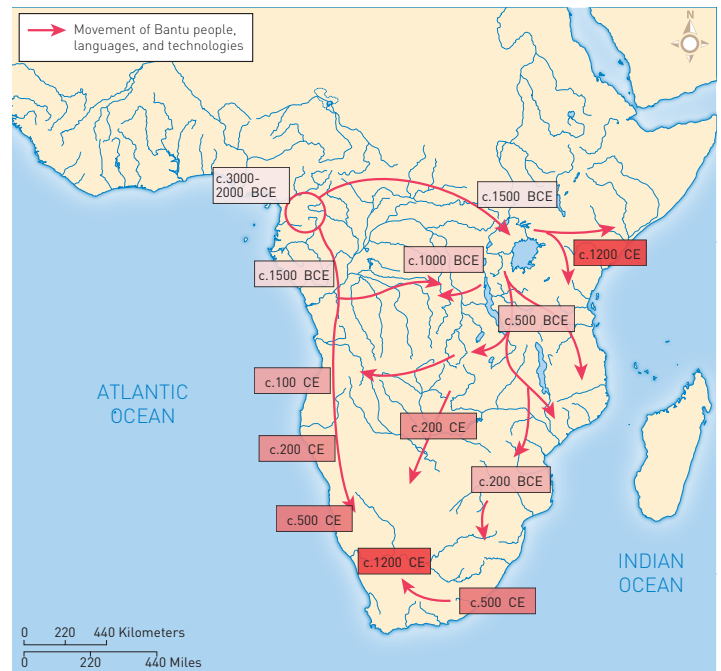 Movement of Bantu people,
languages, and technologies
N
c.3000-
2000 BCE
c.1500 BCE
c.1200 CE
c.1000 BCE
c.1500 BCE
c.500 BCE
c.100 CE
ATLANTIC
OCEAN
c.200 CE
c.200 CE
c.200 BCE
c.500 CE
c.1200 CE
INDIAN
OCEAN
c.500 CE
0 220 440 Kilometers
0 220 440 Miles